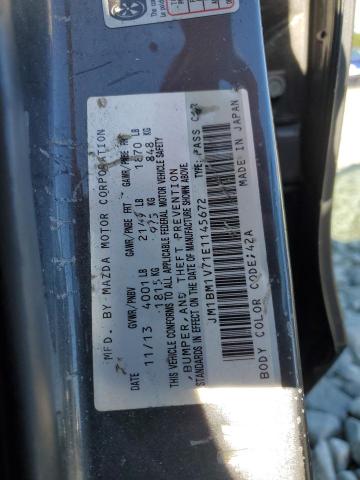 MFD. BY MAZDA MOTOR CORPORATION
GVWR/PNBV GAWR/PNBE FRT GAWR/PNBE RR
DATE 4001 LB 2149 LB 1870 LB
11/13 1815 KG 975 KG 848 KG
THIS VEHICLE CONFORMS TO ALL APPLICABLE FEDERAL MOTOR VEHICLE SAFETY,
BUMPER, AND THEFT PREVENTION
STANDARDS IN EFFECT ON THE DATE OF MANUFACTURE SHOWN ABOVE.
JM1BM1V71E1145672 TYPE: PASS CAR
MADE IN JAPAN
BODY COLOR CODE:42A